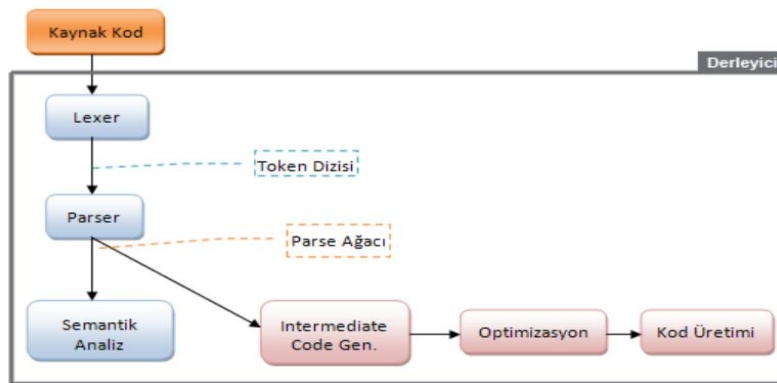 Kaynak Kod
Derleyici
Lexer
Token Dizisi
Parser
Parse Ağacı
Semantik
Analiz
Intermediate
Code Gen.
Optimizasyon
Kod Üretimi